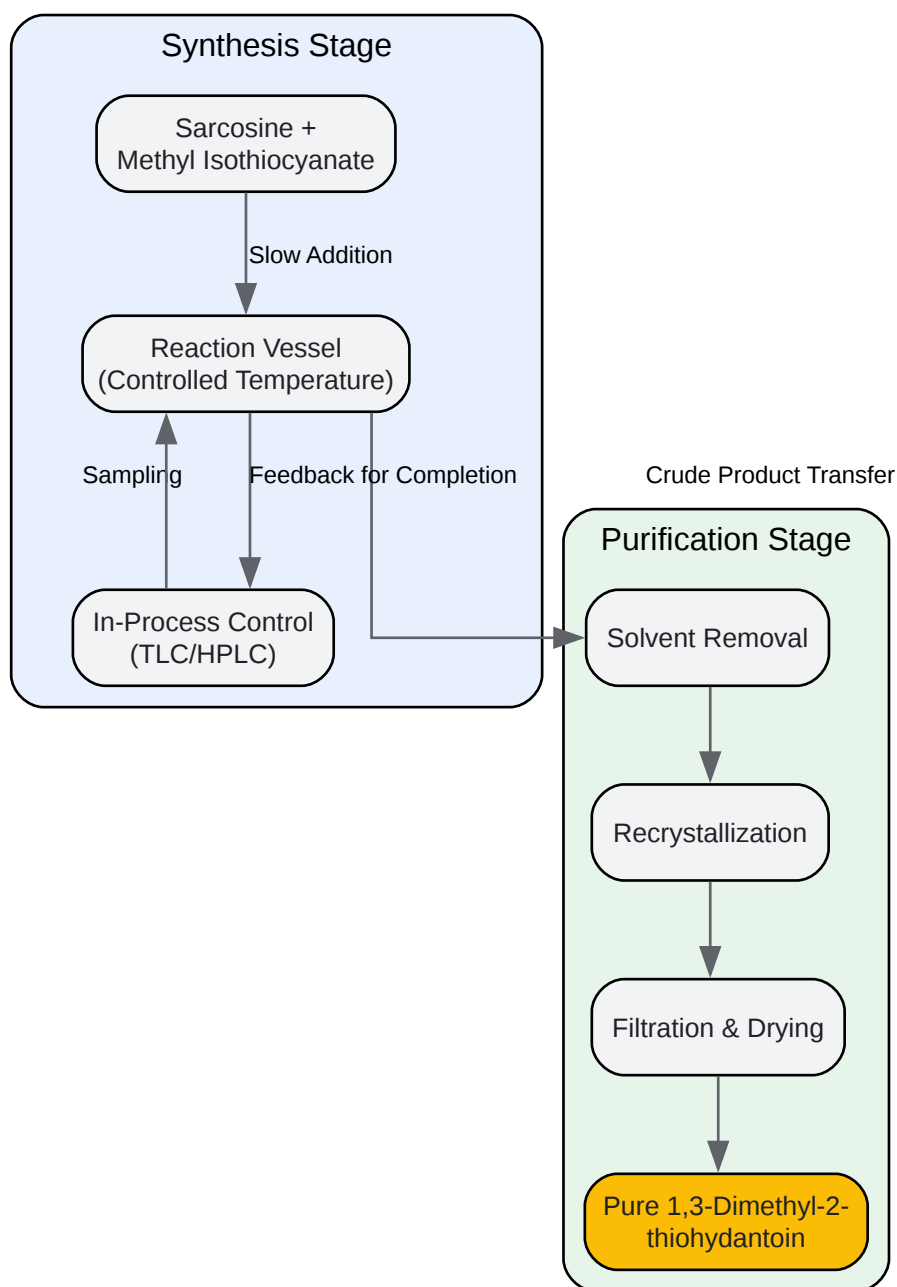 Synthesis Stage
Sarcosine +
Methyl Isothiocyanate
Slow Addition
Reaction Vessel
(Controlled Temperature)
Sampling
Feedback for Completion
Crude Product Transfer
In-Process Control
(TLC/HPLC)
Purification Stage
Solvent Removal
Recrystallization
Filtration & Drying
Pure 1,3-Dimethyl-2-
thiohydantoin